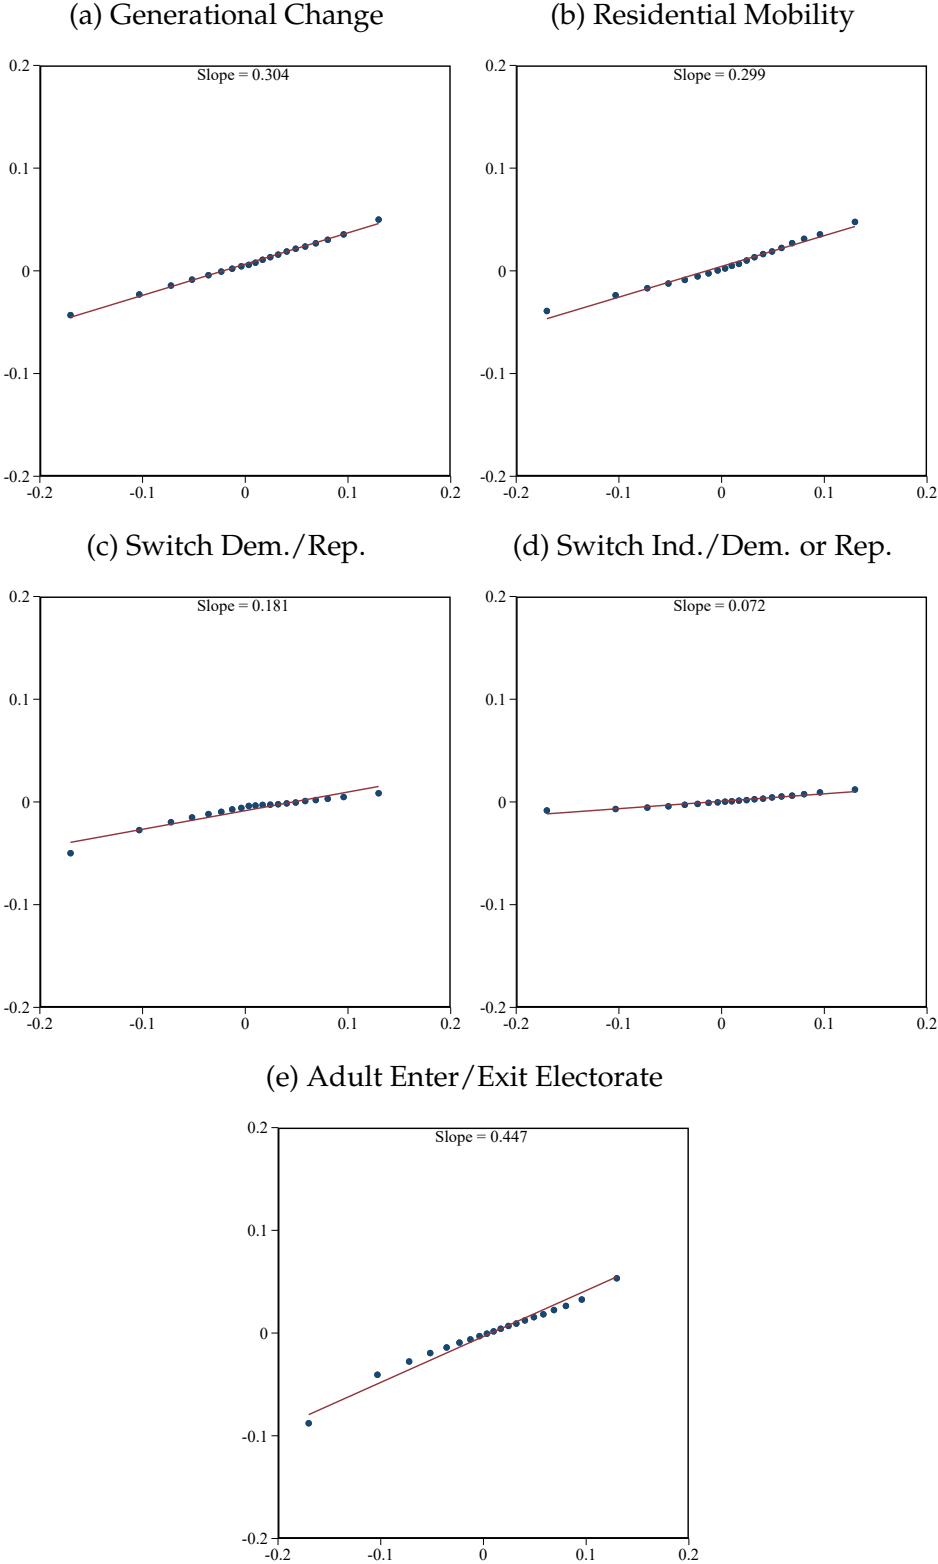 (a) Generational Change
(b) Residential Mobility
Slope = 0.304
0.2
0.1
0
-0.1
-0.2
-0.2 -0.1 0 0.1 0.2
Slope = 0.299
0.2
0.1
0
-0.1
-0.2
-0.2 -0.1 0 0.1 0.2
(c) Switch Dem./Rep.
(d) Switch Ind./Dem. or Rep.
Slope = 0.181
0.2
0.1
0
-0.1
-0.2
-0.2 -0.1 0 0.1 0.2
Slope = 0.072
0.2
0.1
0
-0.1
-0.2
-0.2 -0.1 0 0.1 0.2
(e) Adult Enter/Exit Electorate
Slope = 0.447
0.2
0.1
0
-0.1
-0.2
-0.2 -0.1 0 0.1 0.2